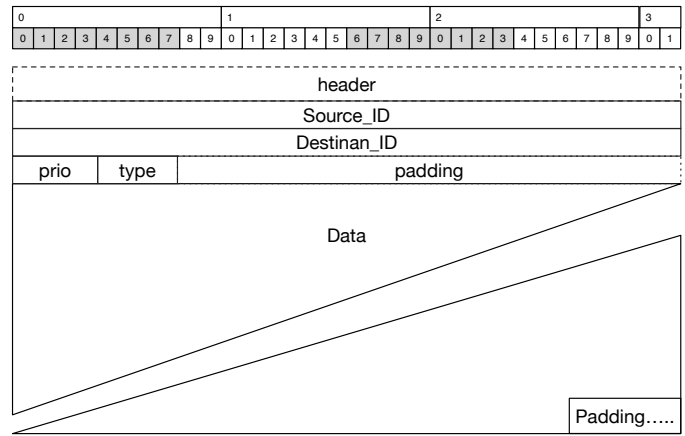 0 1 2 3
0 1 2 3 4 5 6 7 8 9 0 1 2 3 4 5 6 7 8 9 0 1 2 3 4 5 6 7 8 9 0 1
header
Source_ID
Destinan_ID
prio type padding
Data
Padding…..